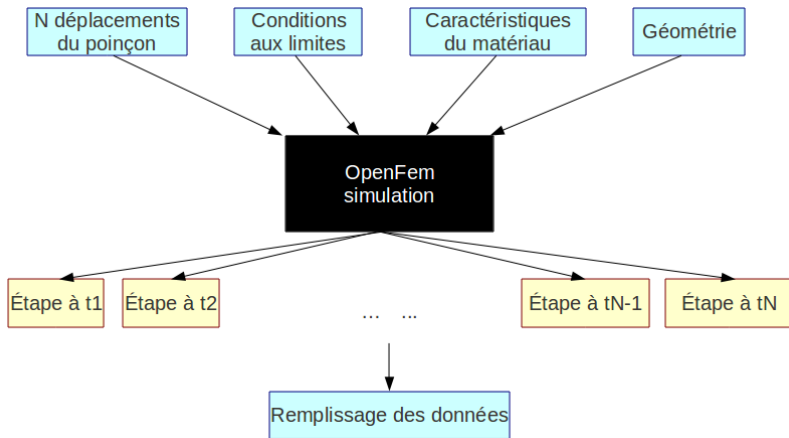 N déplacements
du poinçon
Conditions
aux limites
Caractéristiques
du matériau
Géométrie
OpenFem
simulation
Étape à t1
Étape à t2
... ...
Étape à tN-1
Étape à tN
Remplissage des données